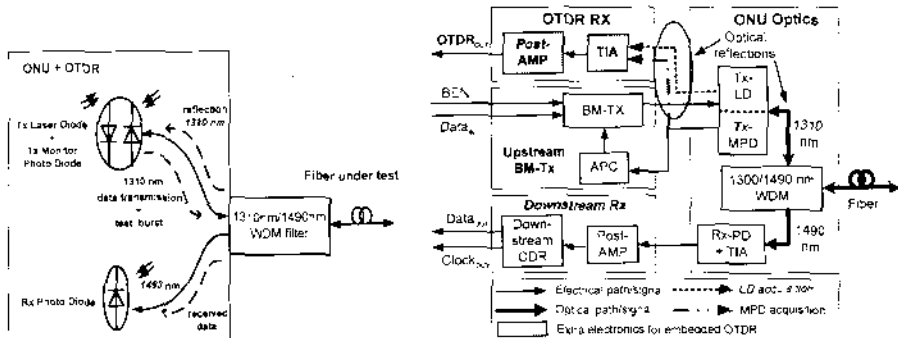 ONU + OTDR
reflection
1310 nm
Tx Laser Diode
+
Tx Monitor
Photo Diode
1310 nm
data transmission
+
test burst
Fiber under test
1310nm/1490nm
WDM filter
1490 nm
Rx Photo Diode
received
data
OTDR RX
ONU Optics
OTDR
Post-
AMP
TIA
Optical
reflections
Tx-
LD
BEN
BM-TX
Data
Tx-
MPD
1310
nm
Upstream
BM-Tx
APC
1300/1490 nm
WDM
Fiber
Downstream Rx
1490
nm
Data
Down-
stream
CDR
Post-
AMP
Rx-PD
+ TIA
Clock
Electrical path/signal
LD acquisition
Optical path/signal
MPD acquisition
Extra electronics for embedded OTDR